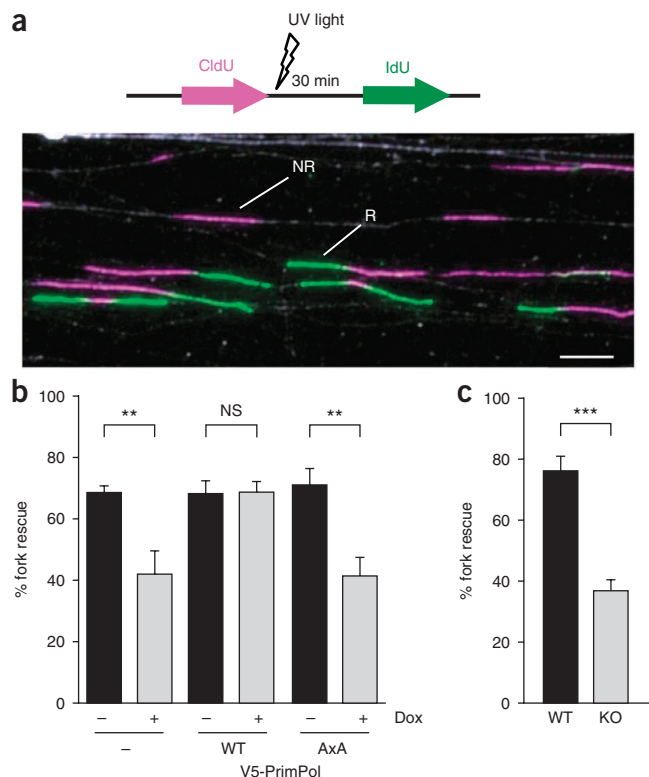 a
UV light
CldU
30 min
IdU
NR
R
b
% fork rescue
100
80
60
40
20
0
**
NS
**
– + – + – + Dox
– WT AxA
V5-PrimPol
c
% fork rescue
100
80
60
40
20
0
***
WT KO